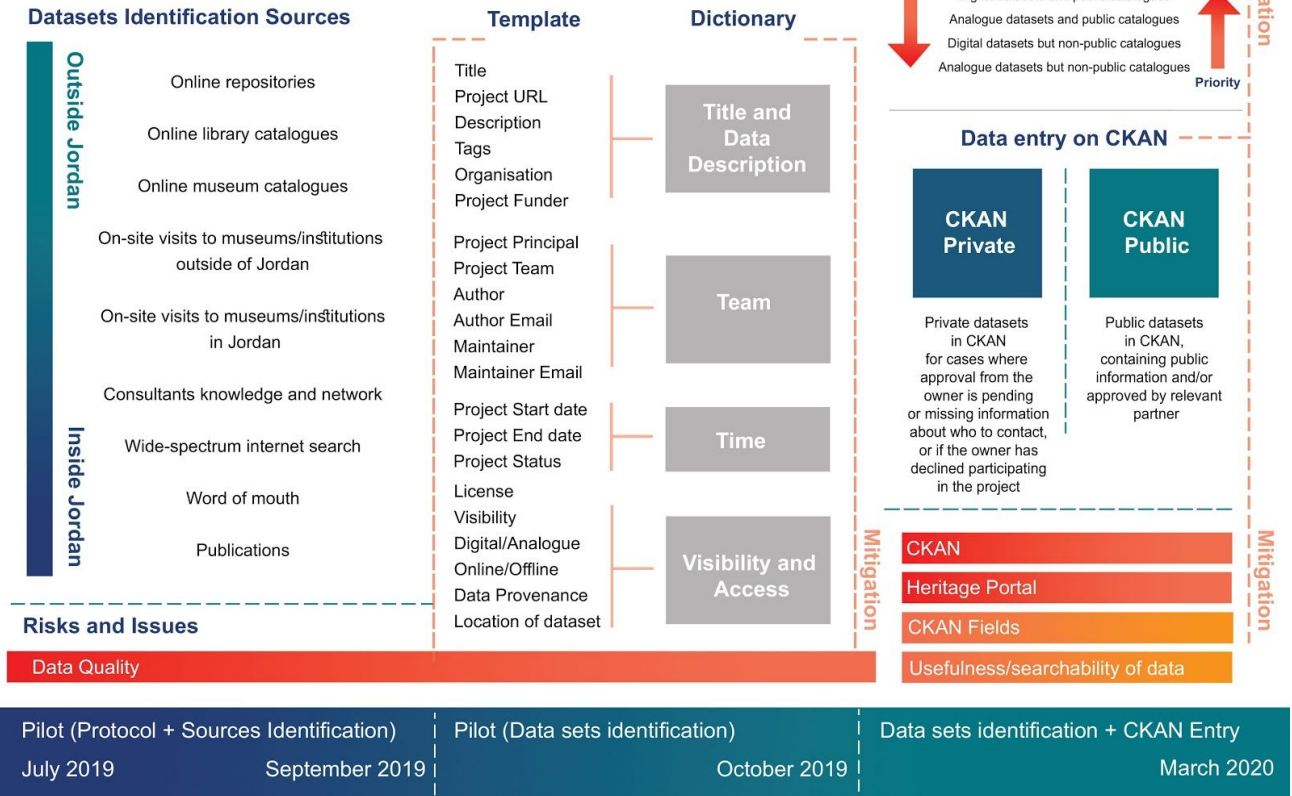 Datasets Identification Sources
Outside Jordan
Online repositories
Online library catalogues
Online museum catalogues
On-site visits to museums/institutions
outside of Jordan
On-site visits to museums/institutions
in Jordan
Consultants knowledge and network
Wide-spectrum internet search
Word of mouth
Publications
Inside Jordan
Risks and Issues
Data Quality
Template
Title
Project URL
Description
Tags
Organisation
Project Funder
Project Principal
Project Team
Author
Author Email
Maintainer
Maintainer Email
Project Start date
Project End date
Project Status
License
Visibility
Digital/Analogue
Online/Offline
Data Provenance
Location of dataset
Dictionary
Title and
Data
Description
Team
Time
Visibility and
Access
Mitigation
Analogue datasets and public catalogues
Digital datasets but non-public catalogues
Analogue datasets but non-public catalogues
Priority
Data entry on CKAN
CKAN
Private
Private datasets
in CKAN
for cases where
approval from the
owner is pending
or missing information
about who to contact,
or if the owner has
declined participating
in the project
CKAN
Public
Public datasets
in CKAN,
containing public
information and/or
approved by relevant
partner
CKAN
Heritage Portal
CKAN Fields
Usefulness/searchability of data
Mitigation
Pilot (Protocol + Sources Identification)
July 2019 September 2019
Pilot (Data sets identification)
October 2019
Data sets identification + CKAN Entry
March 2020